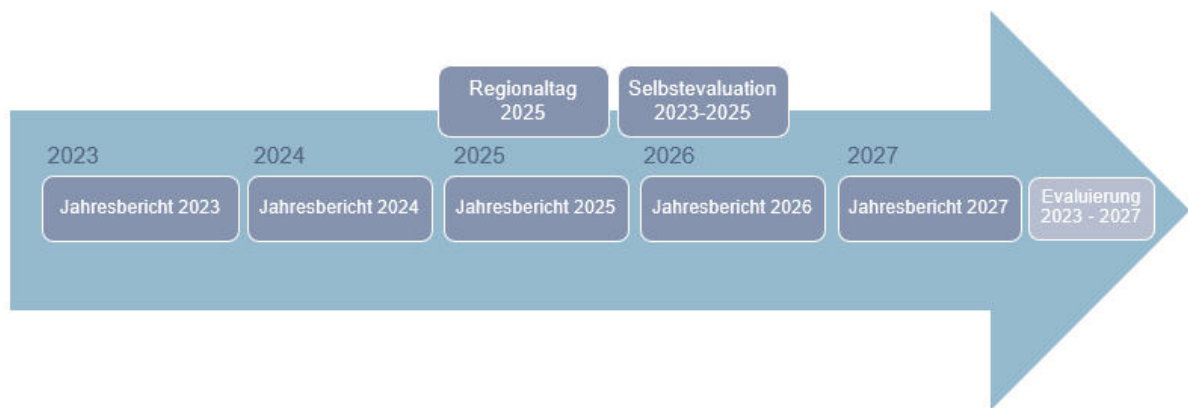 Regionaltag
2025
Selbstevaluation
2023-2025
2023
2024
2025
2026
2027
Jahresbericht 2023
Jahresbericht 2024
Jahresbericht 2025
Jahresbericht 2026
Jahresbericht 2027
Evaluierung
2023 - 2027